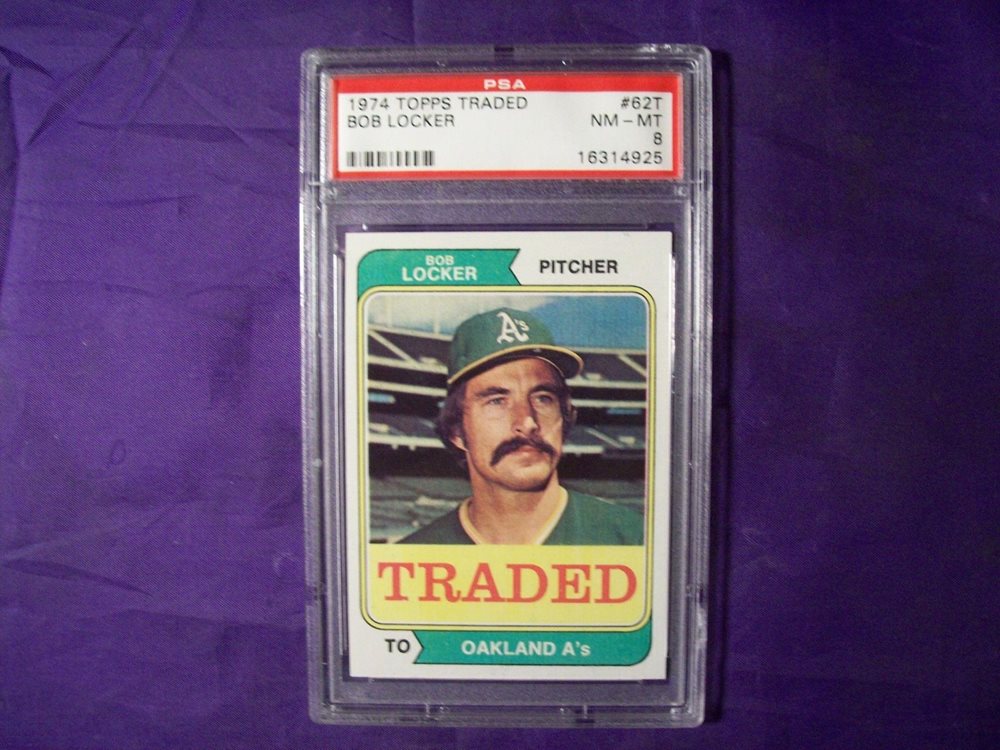 PSA
1974 TOPPS TRADED #62T
BOB LOCKER NM - MT
8
16314925
BOB
LOCKER
PITCHER
A's
TRADED
TO OAKLAND A's